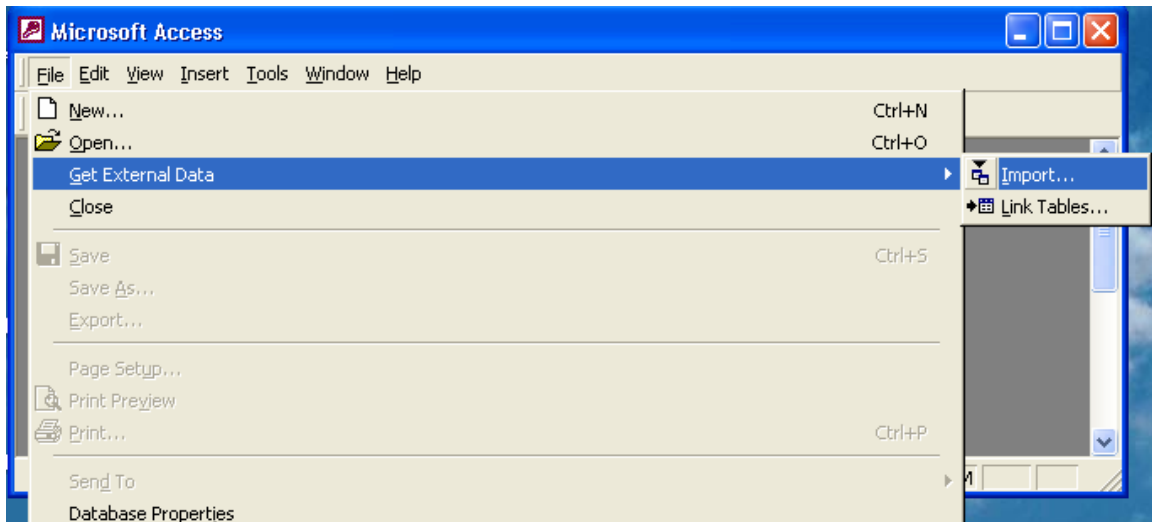 Microsoft Access
File Edit View Insert Tools Window Help
New... Ctrl+N
Open... Ctrl+O
Get External Data
Import...
Close
Link Tables...
Save Ctrl+S
Save As...
Export...
Page Setup...
Print Preview
Print... Ctrl+P
Send To
Database Properties